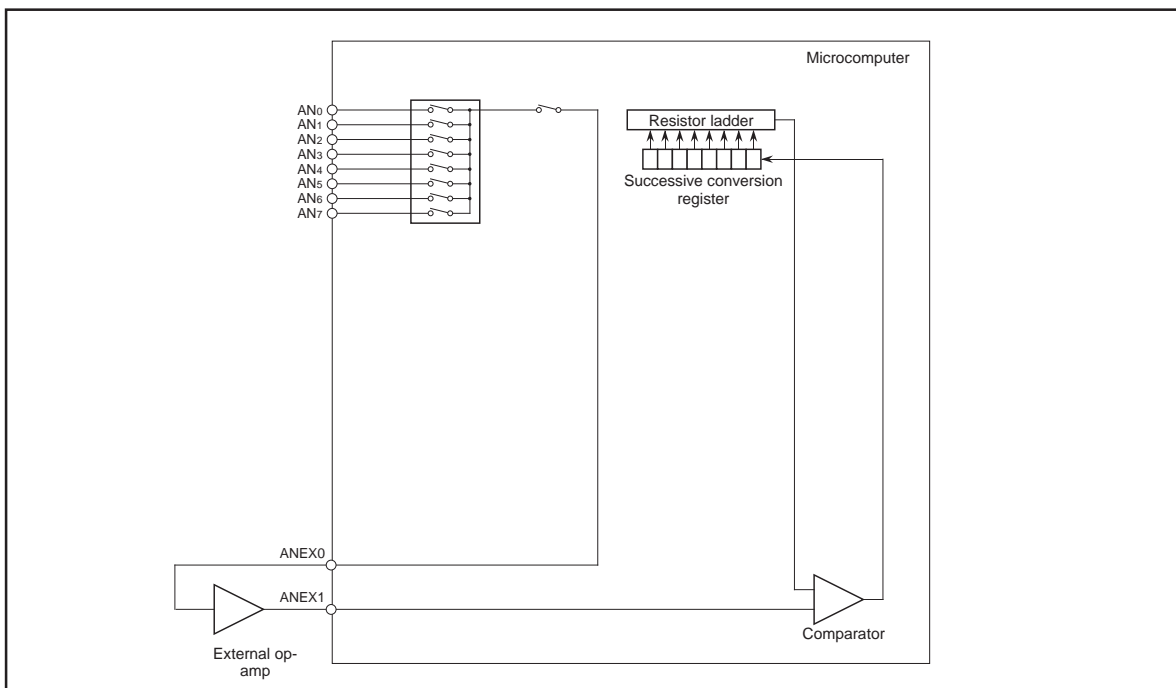 Microcomputer
AN0
AN1
AN2
AN3
AN4
AN5
AN6
AN7
Resistor ladder
Successive conversion
register
ANEX0
ANEX1
Comparator
External op-
amp